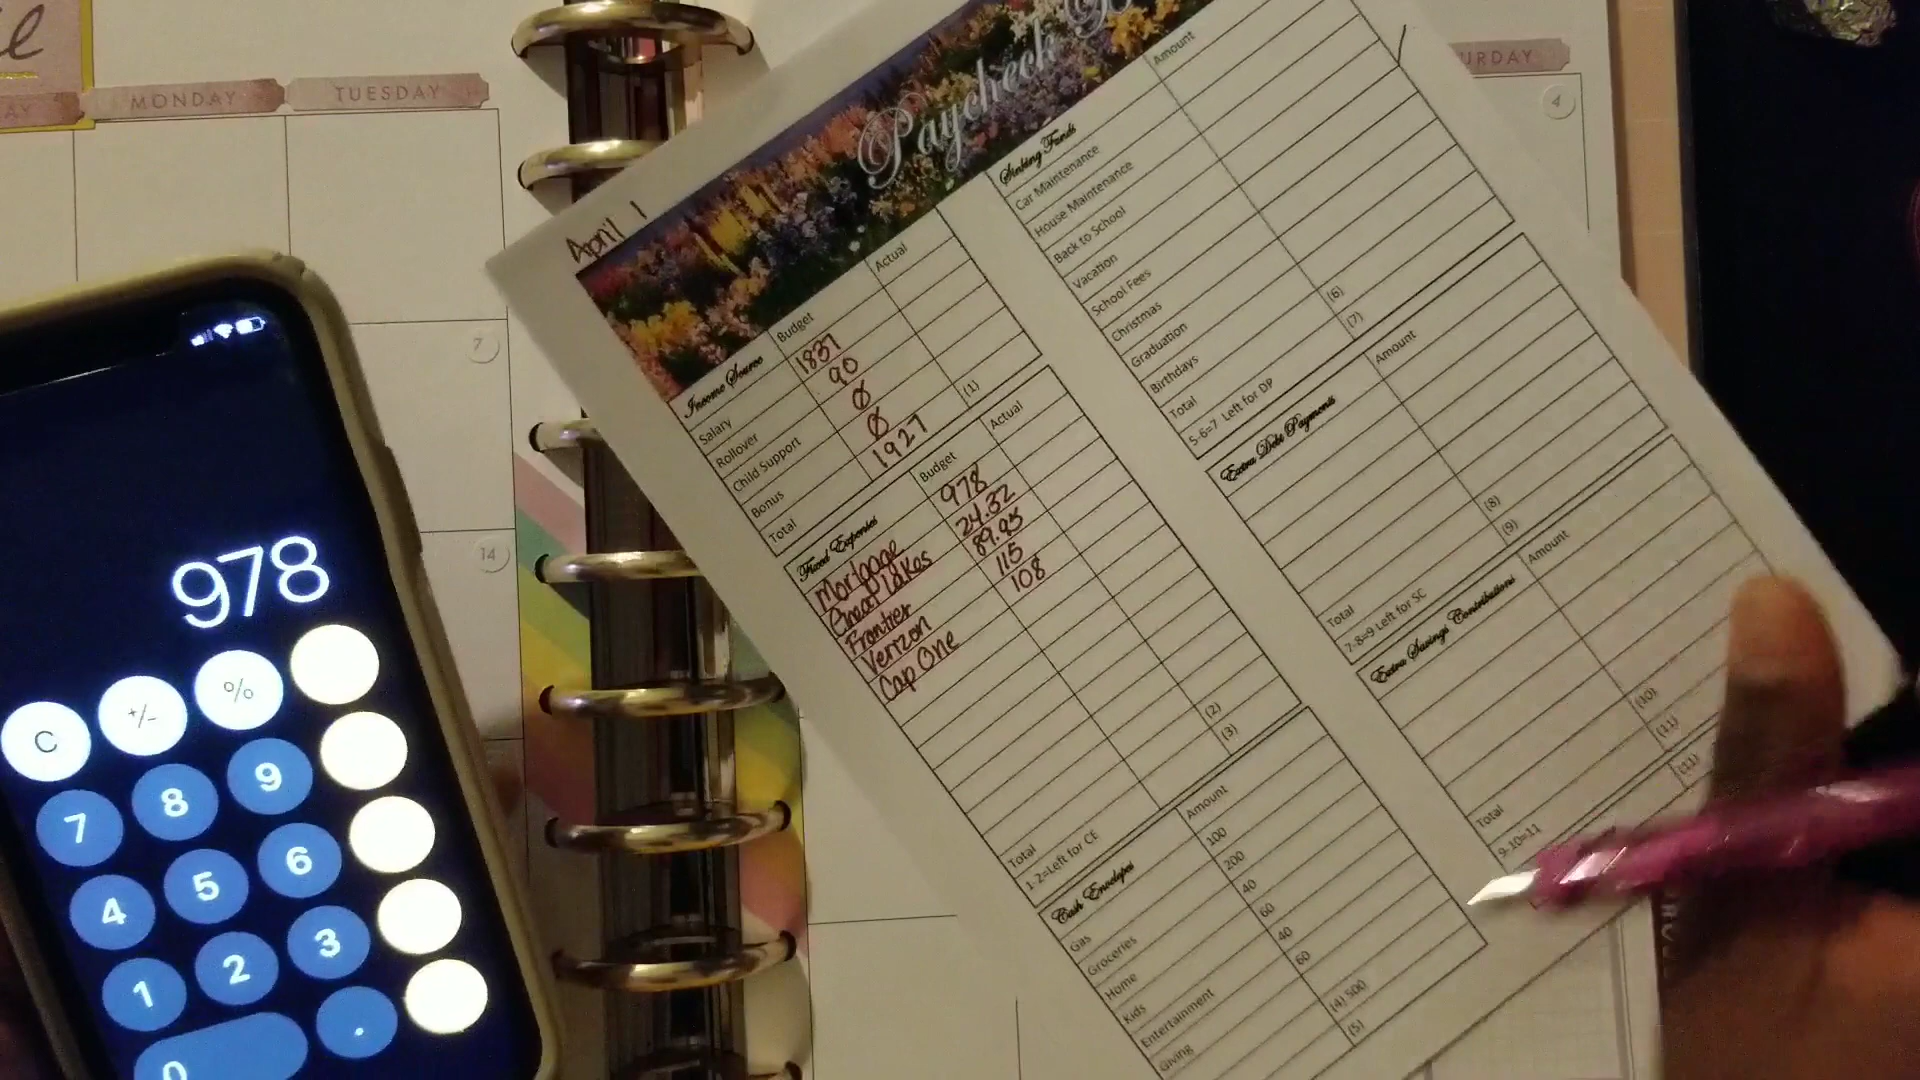 MONDAY
TUESDAY
URDAY
4
7
14
April 1
Paycheck
Income Source Budget Actual
Salary 1837
Rollover 90
Child Support Ø
Bonus Ø
Total 1927 (1)
Fixed Expenses Budget Actual
Mortgage 978
Great Lakes 24.32
Frontier 89.95
Verizon 115
Cap One 108
Total (2)
1-2=Left for CE (3)
Cash Envelopes Amount
Gas 100
Groceries 200
Home 40
Kids 60
Entertainment 40
Giving 60
(4) 500
(5)
Sinking Funds Amount
Car Maintenance
House Maintenance
Back to School
Vacation
School Fees
Christmas
Graduation
Birthdays
Total (6)
5-6=7 Left for DP (7)
Extra Debt Payments Amount
Total (8)
7-8=9 Left for SC (9)
Extra Savings Contributions Amount
Total (10)
9-10=11 (11)
(11)
978
C +/- %
7 8 9
4 5 6
1 2 3
0 .